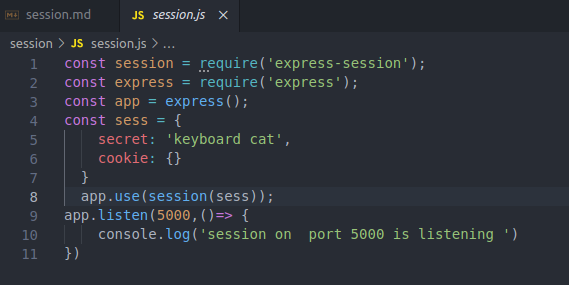 session.md JS session.js ×
session > JS session.js > ...
1 const session = require('express-session');
2 const express = require('express');
3 const app = express();
4 const sess = {
5     secret: 'keyboard cat',
6     cookie: {}
7   }
8   app.use(session(sess));
9 app.listen(5000,()=> {
10     console.log('session on  port 5000 is listening ')
11 })